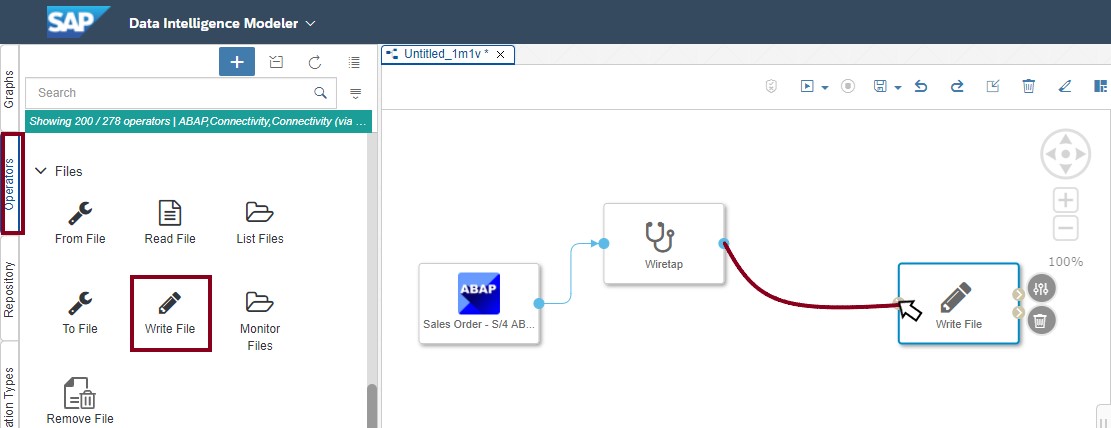 SAP
Data Intelligence Modeler
Graphs
Operators
Repository
ation Types
Search
Showing 200 / 278 operators | ABAP,Connectivity,Connectivity (via ...
Files
From File
Read File
List Files
To File
Write File
Monitor
Files
Remove File
Untitled_1m1v *
ABAP
Sales Order - S/4 AB...
Wiretap
Write File
100%